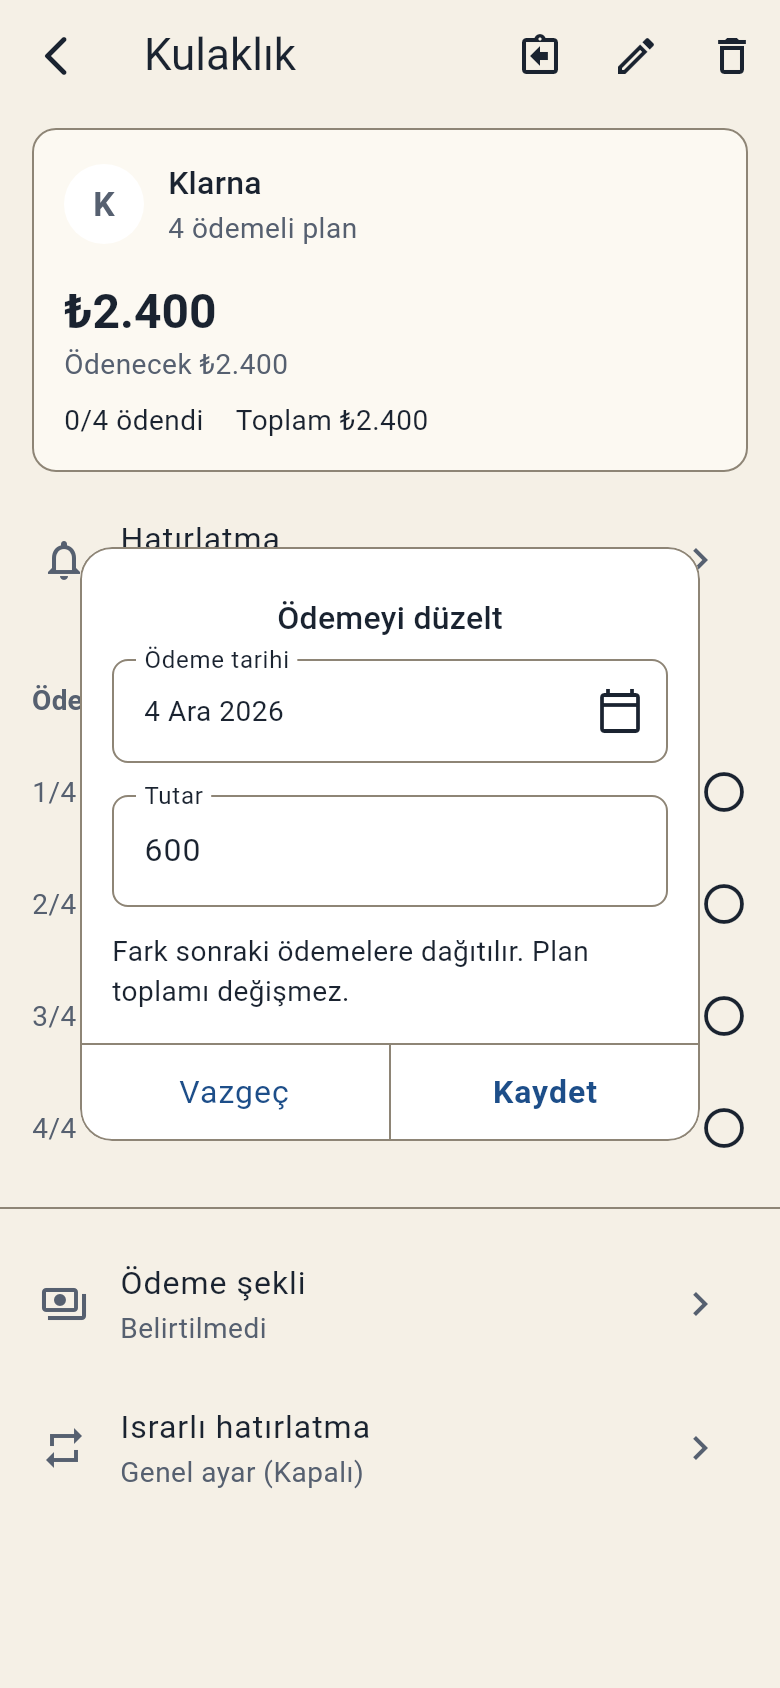 Kulaklık
K
Klarna
4 ödemeli plan
₺2.400
Ödenecek ₺2.400
0/4 ödendi Toplam ₺2.400
Hatırlatma
Ödemeyi düzelt
Ödeme tarihi
4 Ara 2026
Tutar
600
Fark sonraki ödemelere dağıtılır. Plan
toplamı değişmez.
Vazgeç Kaydet
Öde
1/4
2/4
3/4
4/4
Ödeme şekli
Belirtilmedi
Israrlı hatırlatma
Genel ayar (Kapalı)